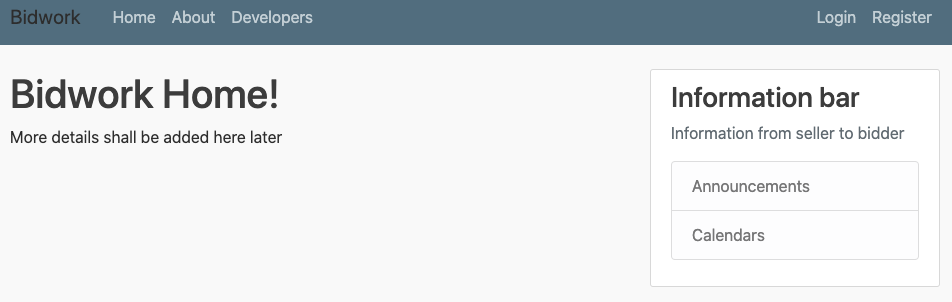 Bidwork Home About Developers Login Register
Bidwork Home!
More details shall be added here later
Information bar
Information from seller to bidder
Announcements
Calendars